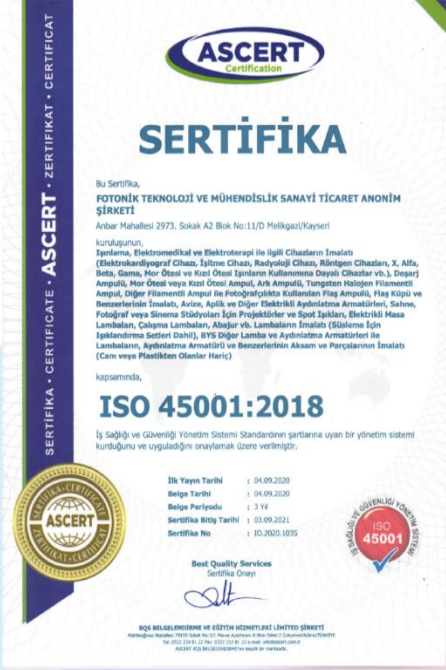 ASCERT
Certification
SERTİFİKA • CERTIFICATE • ASCERT • ZERTIFIKAT • CERTIFICAT
SERTİFİKA
Bu Sertifika,
FOTONİK TEKNOLOJİ VE MÜHENDİSLİK SANAYİ TİCARET ANONİM
ŞİRKETİ
Anbar Mahallesi 2973. Sokak A2 Blok No:11/D Melikgazi/Kayseri
kuruluşunun,
Işınlama, Elektromedikal ve Elektroterapi ile ilgili Cihazların İmalatı
(Elektrokardiyograf Cihazı, İşitme Cihazı, Radyoloji Cihazı, Röntgen Cihazları, X, Alfa,
Beta, Gama, Mor Ötesi ve Kızıl Ötesi Işınların Kullanımına Dayalı Cihazlar vb.), Deşarj
Ampulü, Mor Ötesi veya Kızıl Ötesi Ampul, Ark Ampulü, Tungsten Halojen Filamentli
Ampul, Diğer Filamentli Ampul ile Fotoğrafçılıkta Kullanılan Flaş Ampulü, Flaş Küpü ve
Benzerlerinin İmalatı, Avize, Aplik ve Diğer Elektrikli Aydınlatma Armatürleri, Sahne,
Fotoğraf veya Sinema Stüdyoları İçin Projektörler ve Spot Işıkları, Elektrikli Masa
Lambaları, Çalışma Lambaları, Abajur vb. Lambaların İmalatı (Süsleme İçin
Işıklandırma Setleri Dahil), BYS Diğer Lamba ve Aydınlatma Armatürleri ile
Lambaların, Aydınlatma Armatürü ve Benzerlerinin Aksam ve Parçalarının İmalatı
(Cam veya Plastikten Olanlar Hariç)
kapsamında,
ISO 45001:2018
İş Sağlığı ve Güvenliği Yönetim Sistemi Standardının şartlarına uyan bir yönetim sistemi
kurduğunu ve uyguladığını onaylamak üzere verilmiştir.
İlk Yayın Tarihi : 04.09.2020
Belge Tarihi : 04.09.2020
Belge Periyodu : 3 Yıl
Sertifika Bitiş Tarihi : 03.09.2021
Sertifika No : IO.2020.1035
SERTIFIKA • CERTIFICATE
ASCERT
İŞ SAĞLIĞI ve GÜVENLİĞİ YÖNETİM SİSTEMİ
ISO
45001
Best Quality Services
Sertifika Onayı
BQS BELGELENDİRME VE EĞİTİM HİZMETLERİ LİMİTED ŞİRKETİ